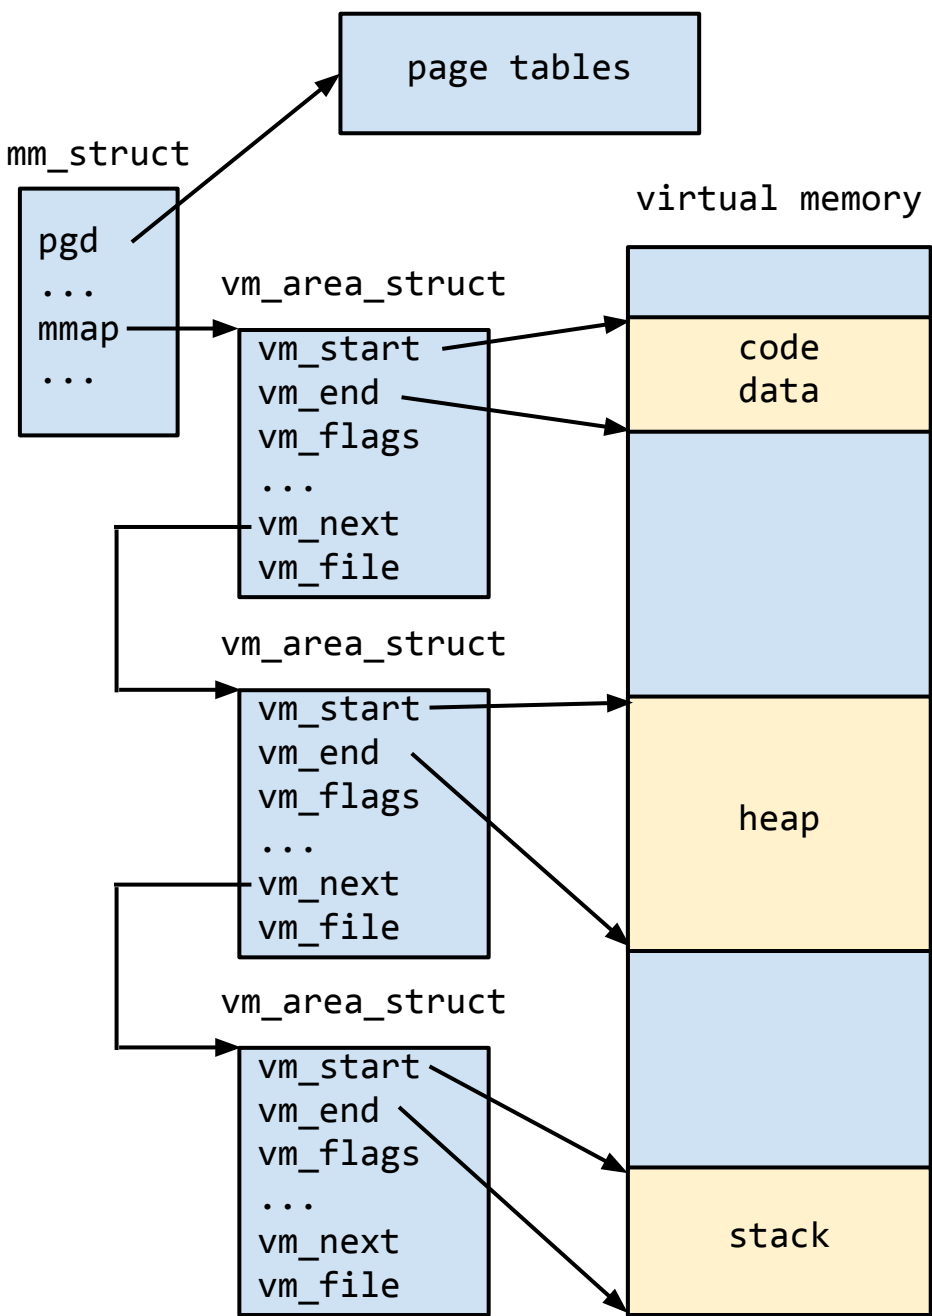 page tables
mm_struct
pgd
...
mmap
...
virtual memory
vm_area_struct
vm_start
vm_end
vm_flags
...
vm_next
vm_file
code
data
vm_area_struct
vm_start
vm_end
vm_flags
...
vm_next
vm_file
heap
vm_area_struct
vm_start
vm_end
vm_flags
...
vm_next
vm_file
stack